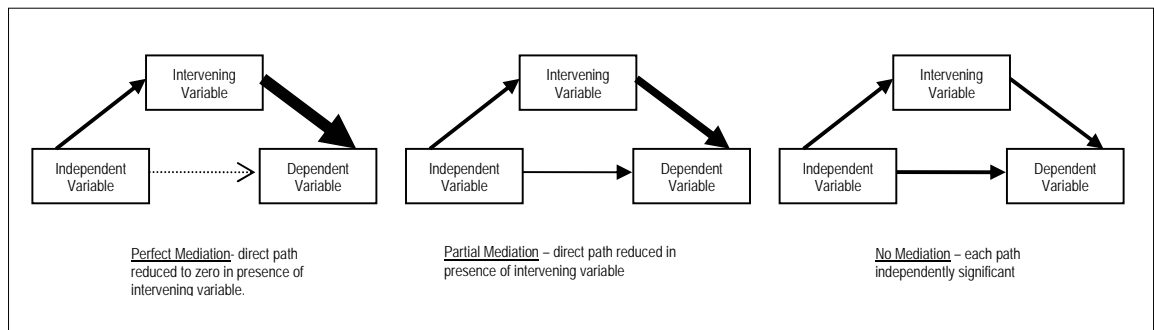 Intervening
Variable
Independent
Variable
Dependent
Variable
Perfect Mediation- direct path
reduced to zero in presence of
intervening variable.
Intervening
Variable
Independent
Variable
Dependent
Variable
Partial Mediation – direct path reduced in
presence of intervening variable
Intervening
Variable
Independent
Variable
Dependent
Variable
No Mediation – each path
independently significant